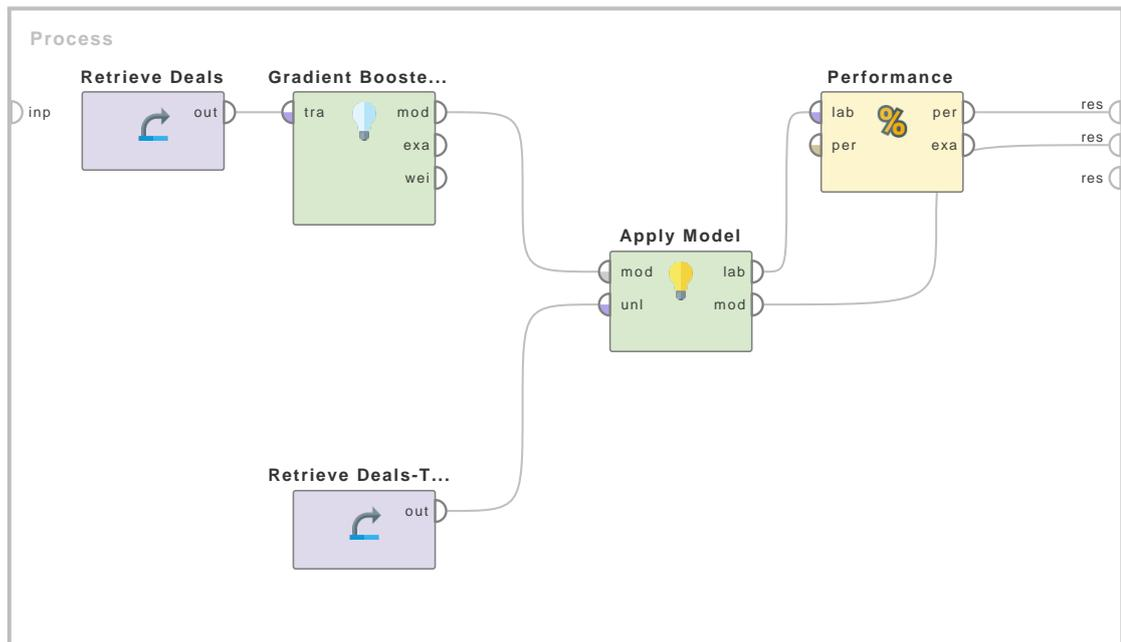 Process
Retrieve Deals
Gradient Booste...
Performance
inp
out
tra
mod
exa
wei
lab
per
per
exa
res
res
res
Apply Model
mod
lab
unl
mod
Retrieve Deals-T...
out
%